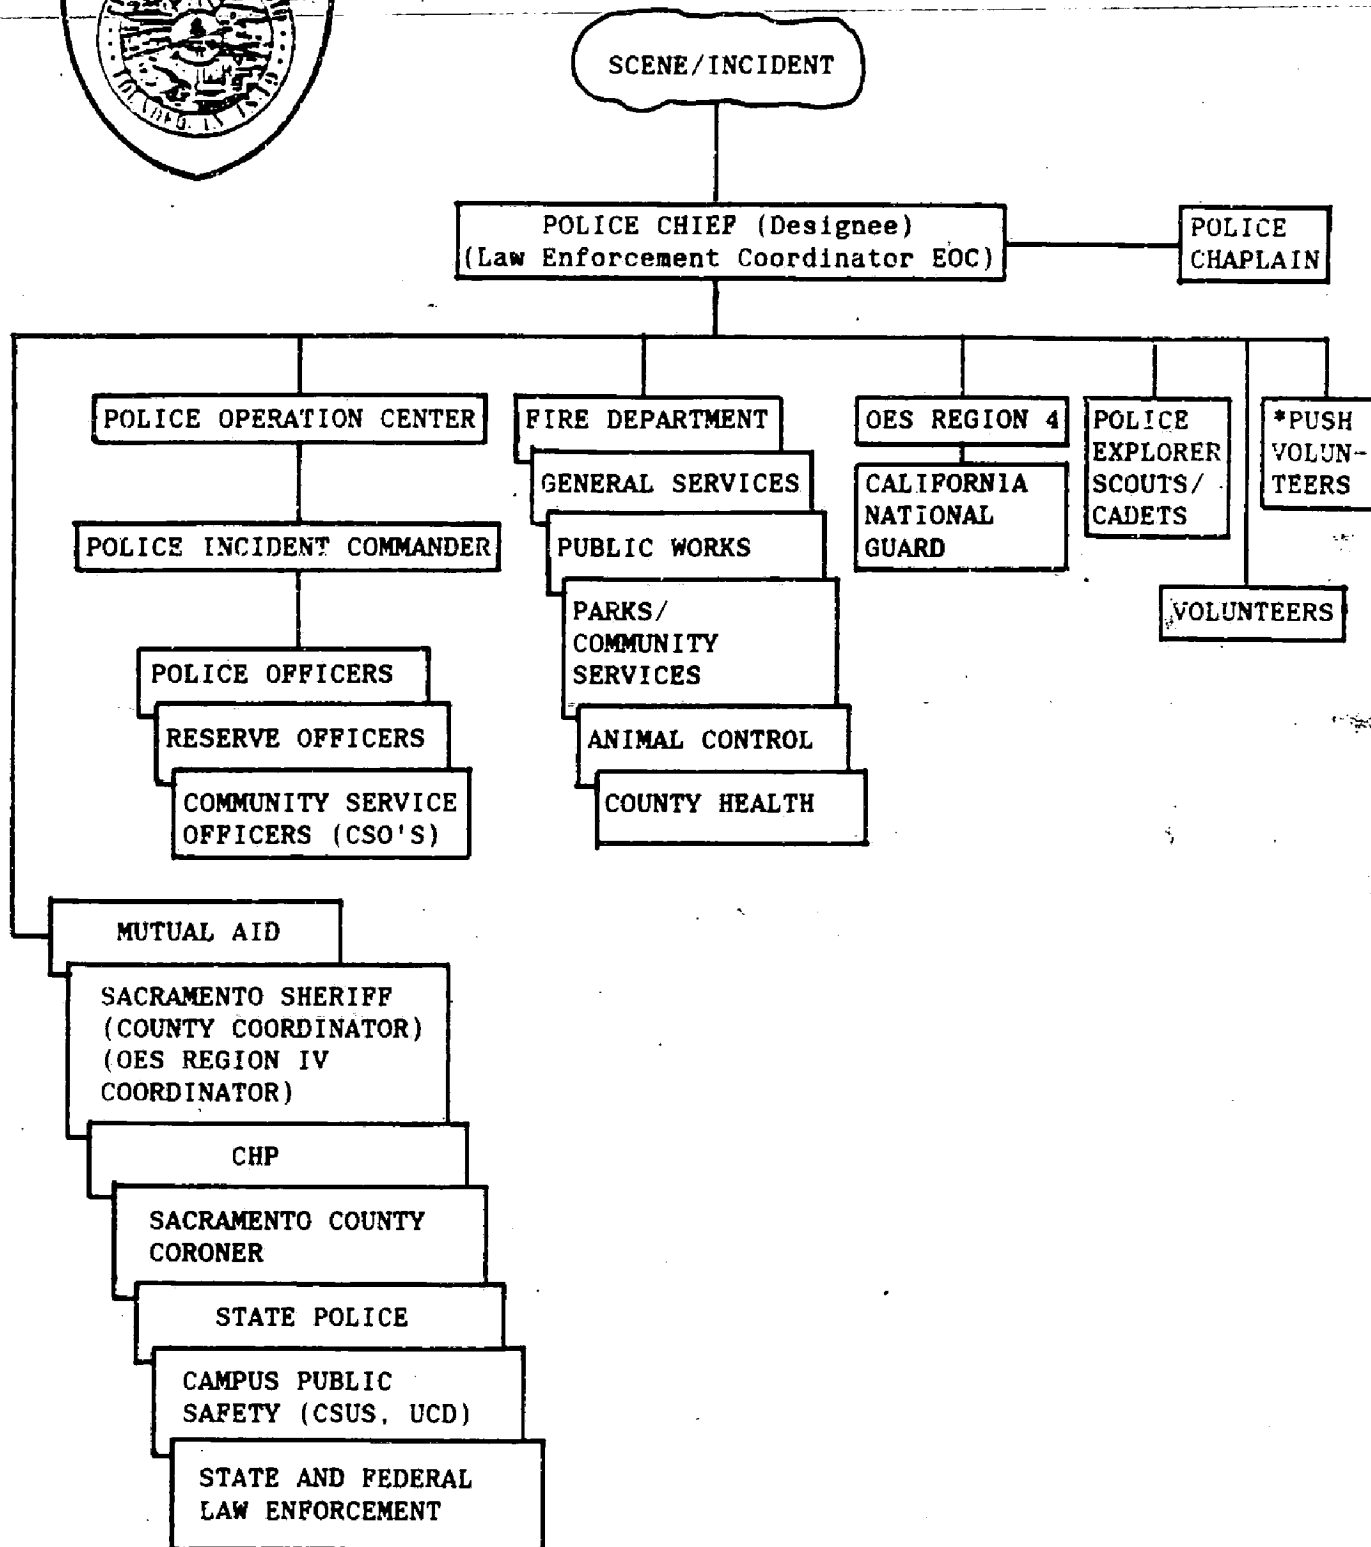 FOUNDED IN 1849
SCENE/INCIDENT
POLICE CHIEF (Designee)
(Law Enforcement Coordinator EOC)
POLICE
CHAPLAIN
POLICE OPERATION CENTER
POLICE INCIDENT COMMANDER
POLICE OFFICERS
RESERVE OFFICERS
COMMUNITY SERVICE
OFFICERS (CSO'S)
FIRE DEPARTMENT
GENERAL SERVICES
PUBLIC WORKS
PARKS/
COMMUNITY
SERVICES
ANIMAL CONTROL
COUNTY HEALTH
OES REGION 4
CALIFORNIA
NATIONAL
GUARD
POLICE
EXPLORER
SCOUTS/
CADETS
VOLUNTEERS
*PUSH
VOLUN-
TEERS
MUTUAL AID
SACRAMENTO SHERIFF
(COUNTY COORDINATOR)
(OES REGION IV
COORDINATOR)
CHP
SACRAMENTO COUNTY
CORONER
STATE POLICE
CAMPUS PUBLIC
SAFETY (CSUS, UCD)
STATE AND FEDERAL
LAW ENFORCEMENT